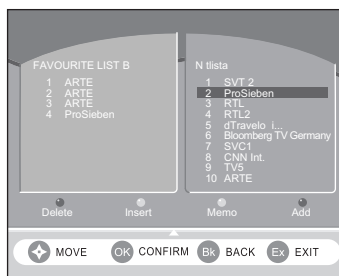 FAVOURITE LIST B
1 ARTE
2 ARTE
3 ARTE
4 ProSieben
N tlista
1 SVT 2
2 ProSieben
3 RTL
4 RTL2
5 dTravelo i...
6 Bloomberg TV Germany
7 SVC1
8 CNN Int.
9 TV5
10 ARTE
Delete Insert Memo Add
MOVE OK CONFIRM Bk BACK Ex EXIT